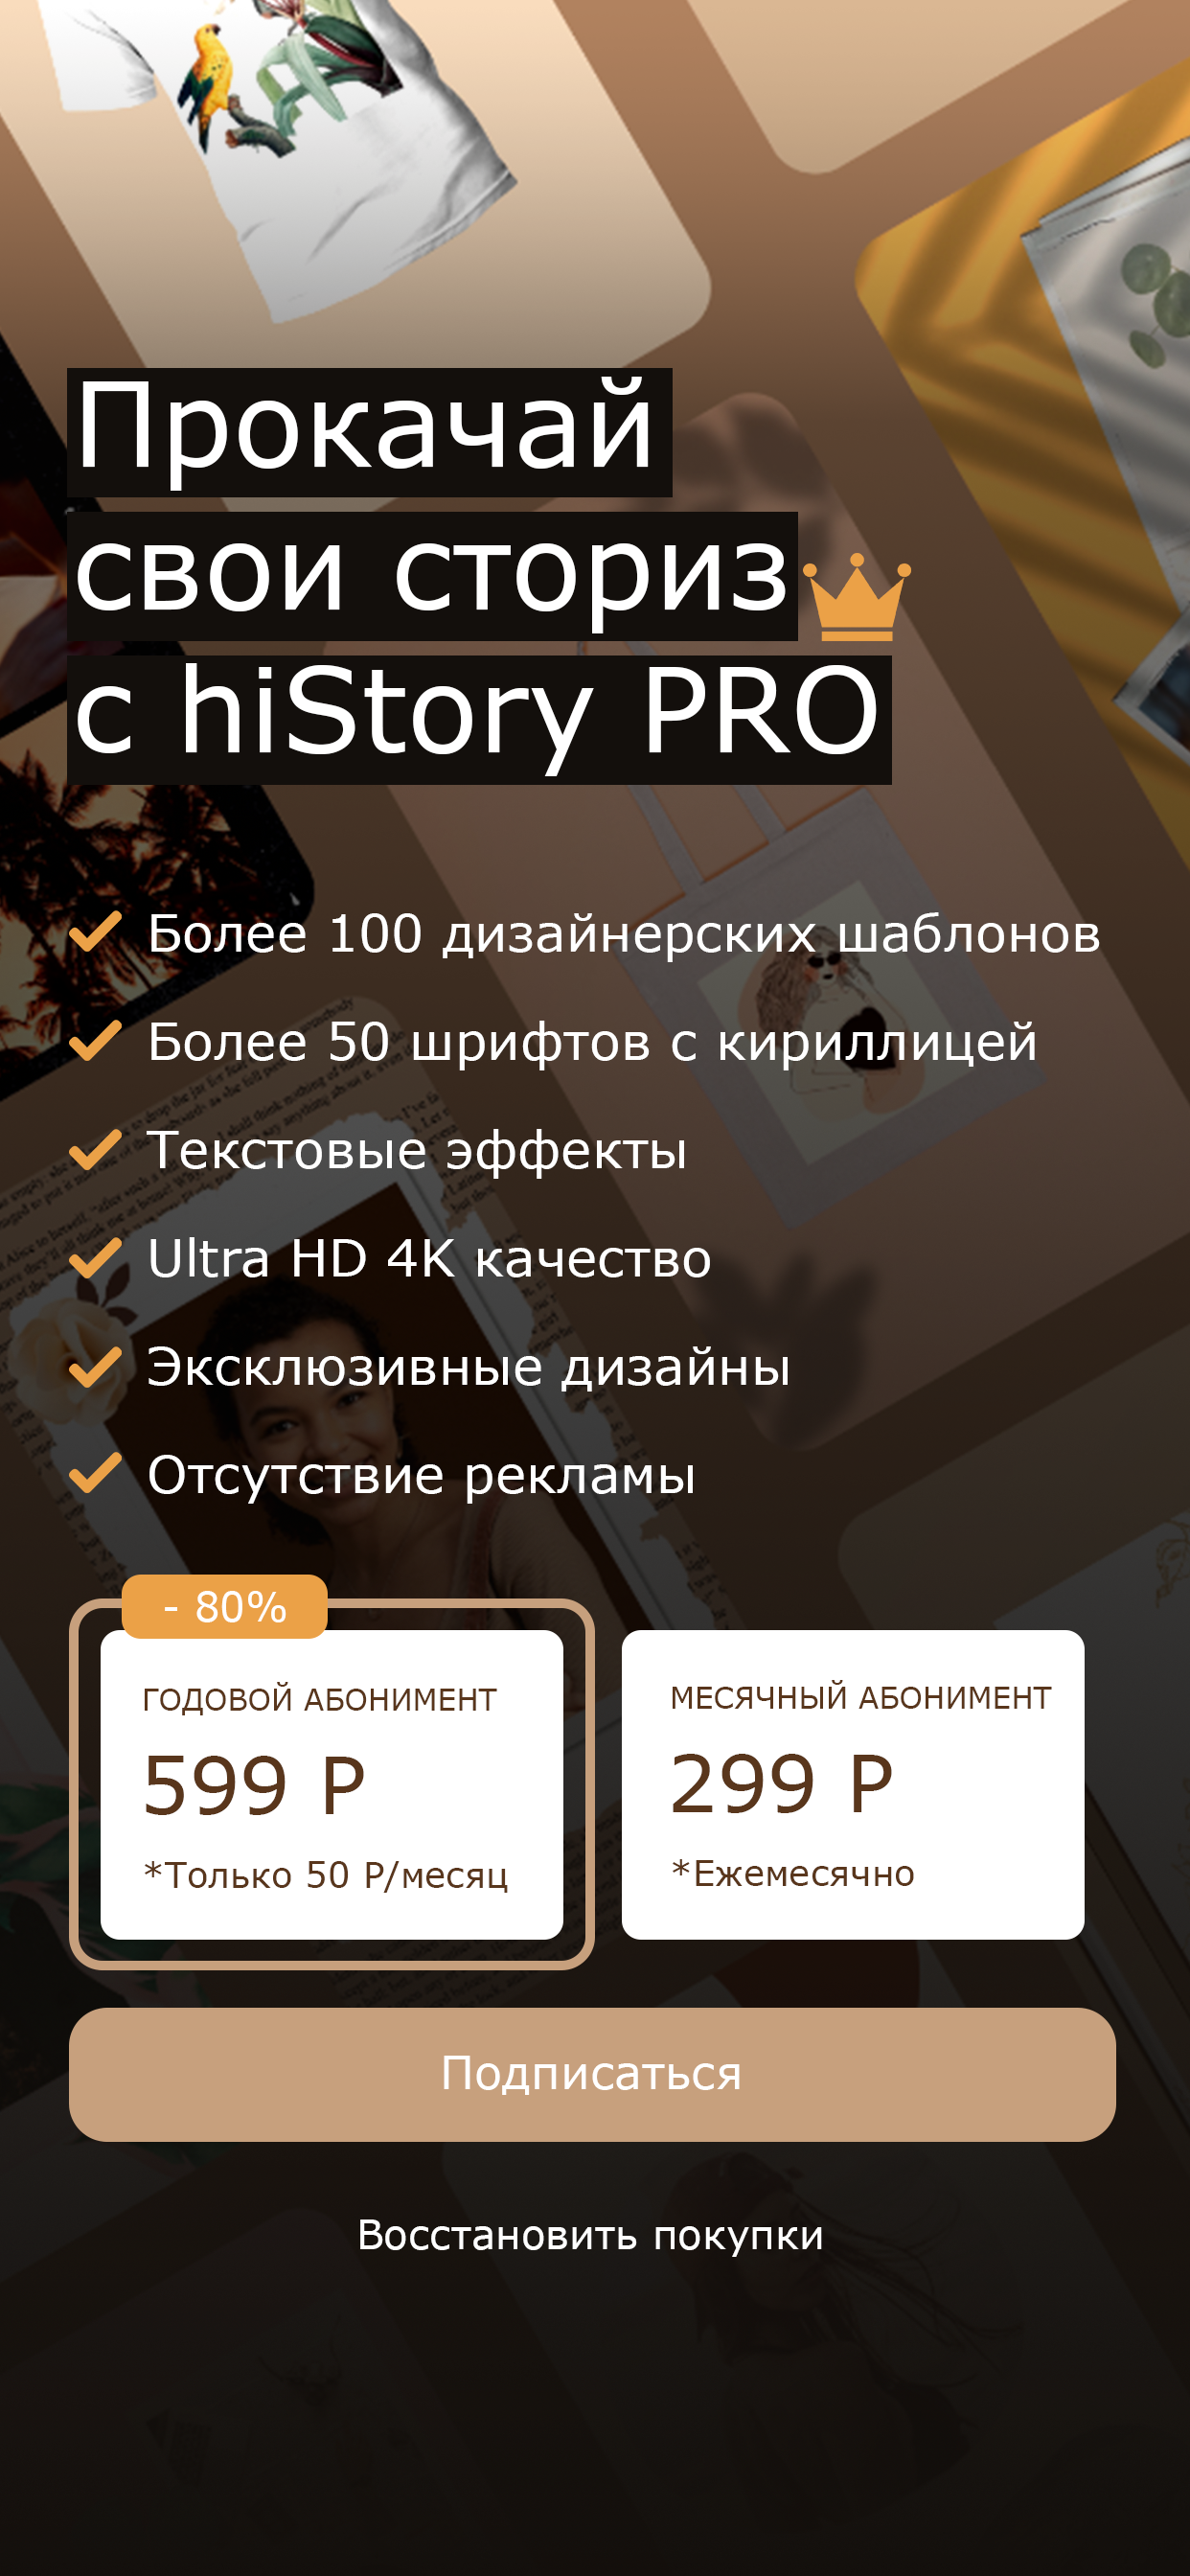 Прокачай
свои сториз
с hiStory PRO
Более 100 дизайнерских шаблонов
Более 50 шрифтов с кириллицей
Текстовые эффекты
Ultra HD 4K качество
Эксклюзивные дизайны
Отсутствие рекламы
- 80%
ГОДОВОЙ АБОНИМЕНТ
599 Р
*Только 50 Р/месяц
МЕСЯЧНЫЙ АБОНИМЕНТ
299 Р
*Ежемесячно
Подписаться
Восстановить покупки